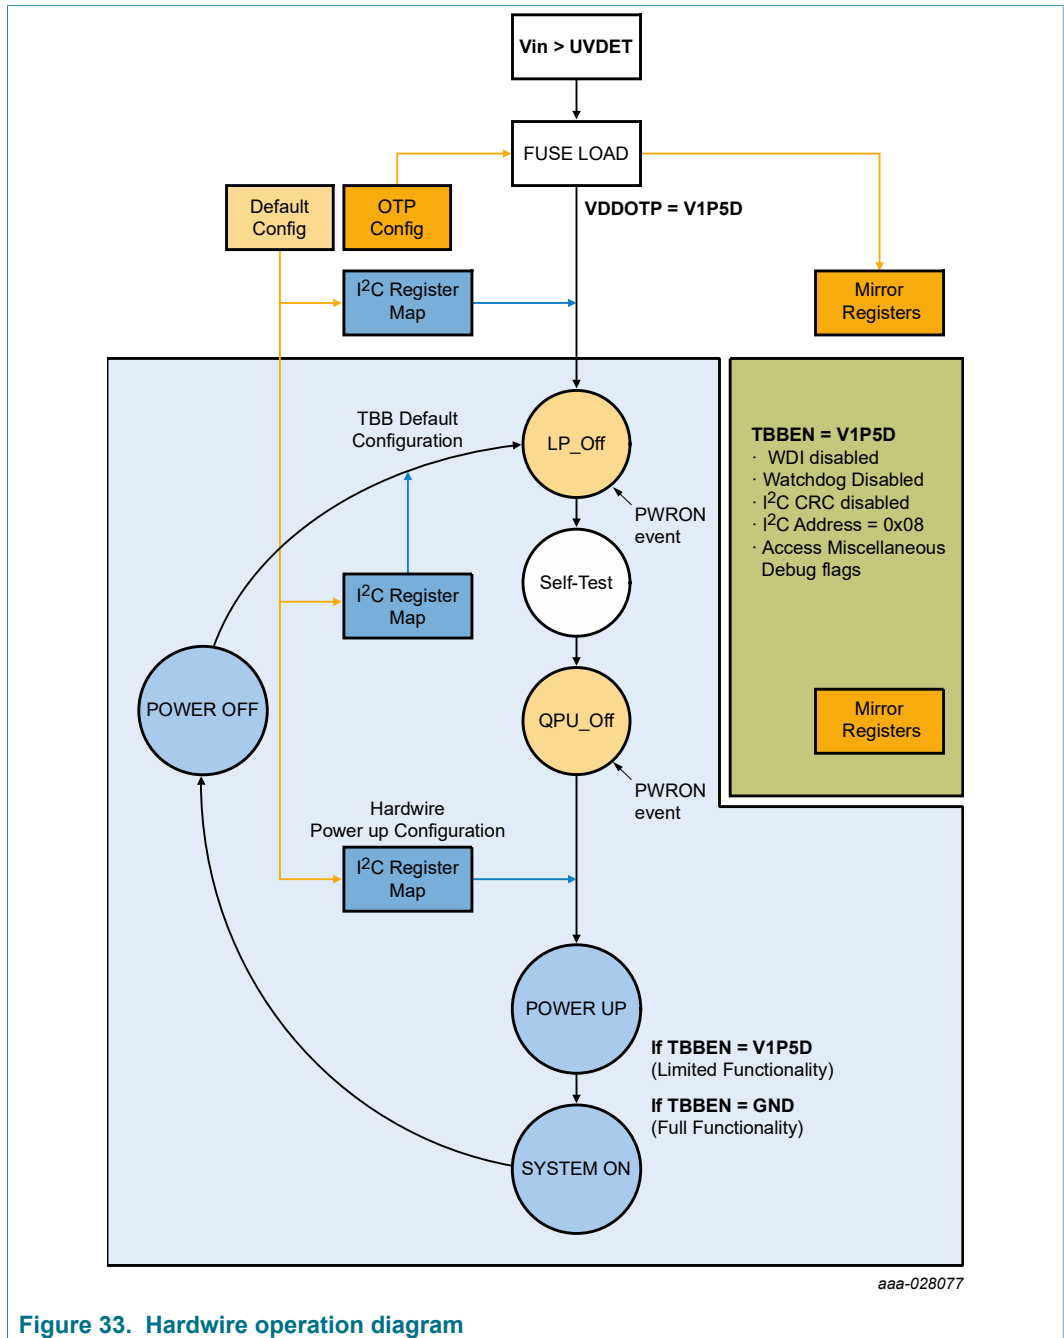 Vin > UVDET
FUSE LOAD
VDDOTP = V1P5D
Default
Config
OTP
Config
I2C Register
Map
Mirror
Registers
TBB Default
Configuration
LP_Off
PWRON
event
TBBEN = V1P5D
· WDI disabled
· Watchdog Disabled
· I2C CRC disabled
· I2C Address = 0x08
· Access Miscellaneous
Debug flags
Self-Test
I2C Register
Map
POWER OFF
QPU_Off
Mirror
Registers
PWRON
event
Hardwire
Power up Configuration
I2C Register
Map
POWER UP
If TBBEN = V1P5D
(Limited Functionality)
If TBBEN = GND
(Full Functionality)
SYSTEM ON
aaa-028077
Figure 33. Hardwire operation diagram